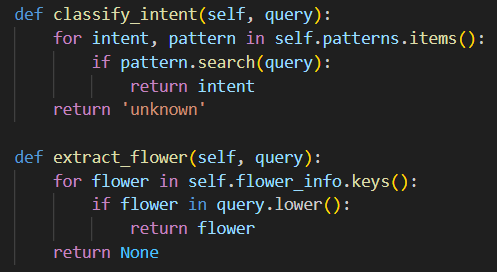 def classify_intent(self, query):
    for intent, pattern in self.patterns.items():
        if pattern.search(query):
            return intent
    return 'unknown'

def extract_flower(self, query):
    for flower in self.flower_info.keys():
        if flower in query.lower():
            return flower
    return None